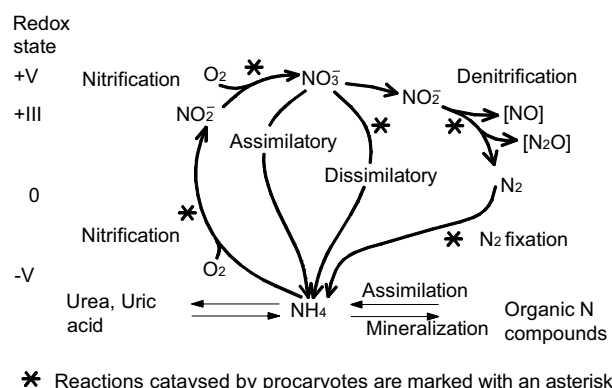 Redox
state
+V
Nitrification
O2
NO3-
Denitrification
+III
NO2-
NO2-
[NO]
[N2O]
Assimilatory
Dissimilatory
N2
0
Nitrification
N2 fixation
O2
-V
Urea, Uric
acid
NH4
Assimilation
Mineralization
Organic N
compounds
* Reactions cataysed by procaryotes are marked with an asterisk